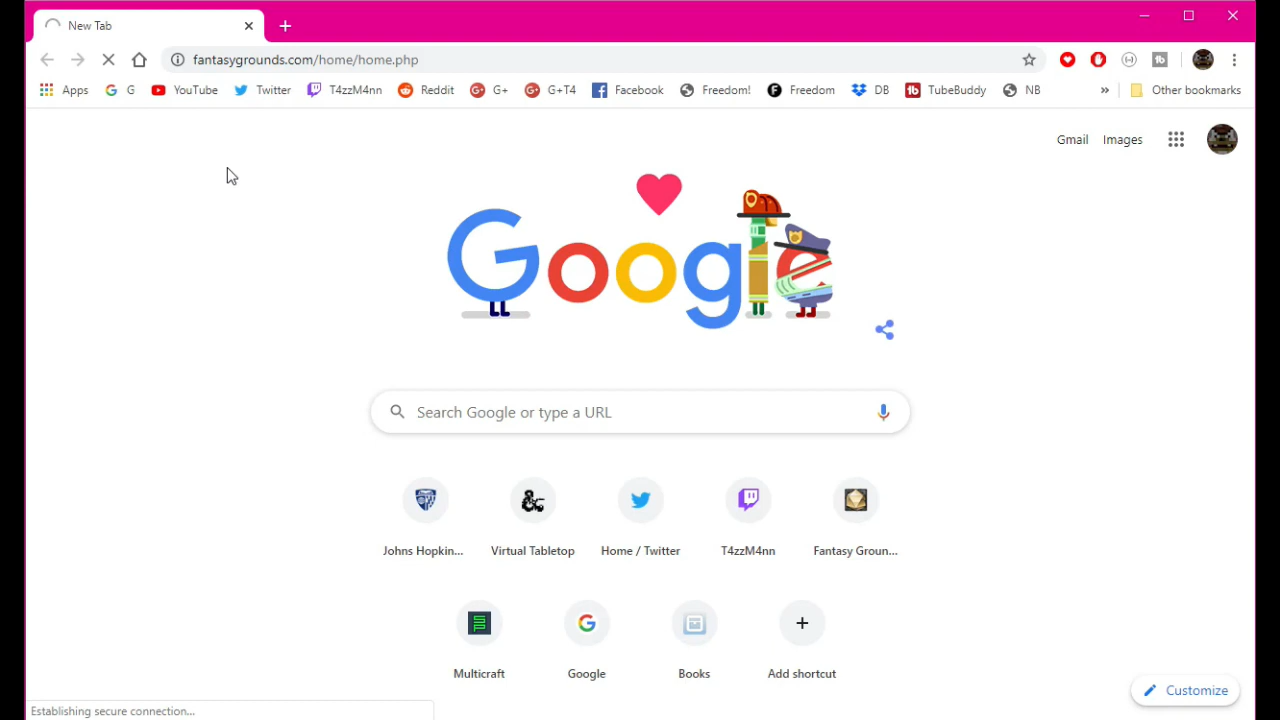 New Tab
fantasygrounds.com/home/home.php
Apps G YouTube Twitter T4zzM4nn Reddit G+ G+T4 Facebook Freedom! Freedom DB TubeBuddy NB » Other bookmarks
Gmail Images
Google
Search Google or type a URL
Johns Hopkin... Virtual Tabletop Home / Twitter T4zzM4nn Fantasy Groun...
Multicraft Google Books Add shortcut
Customize
Establishing secure connection...